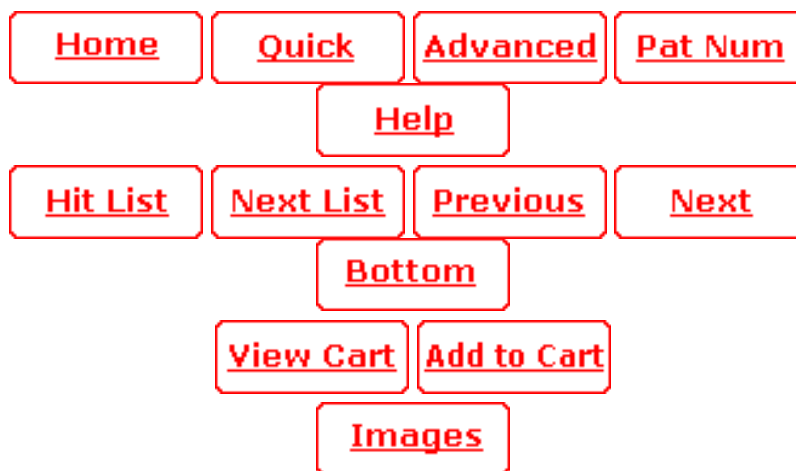 Home Quick Advanced Pat Num
Help
Hit List Next List Previous Next
Bottom
View Cart Add to Cart
Images